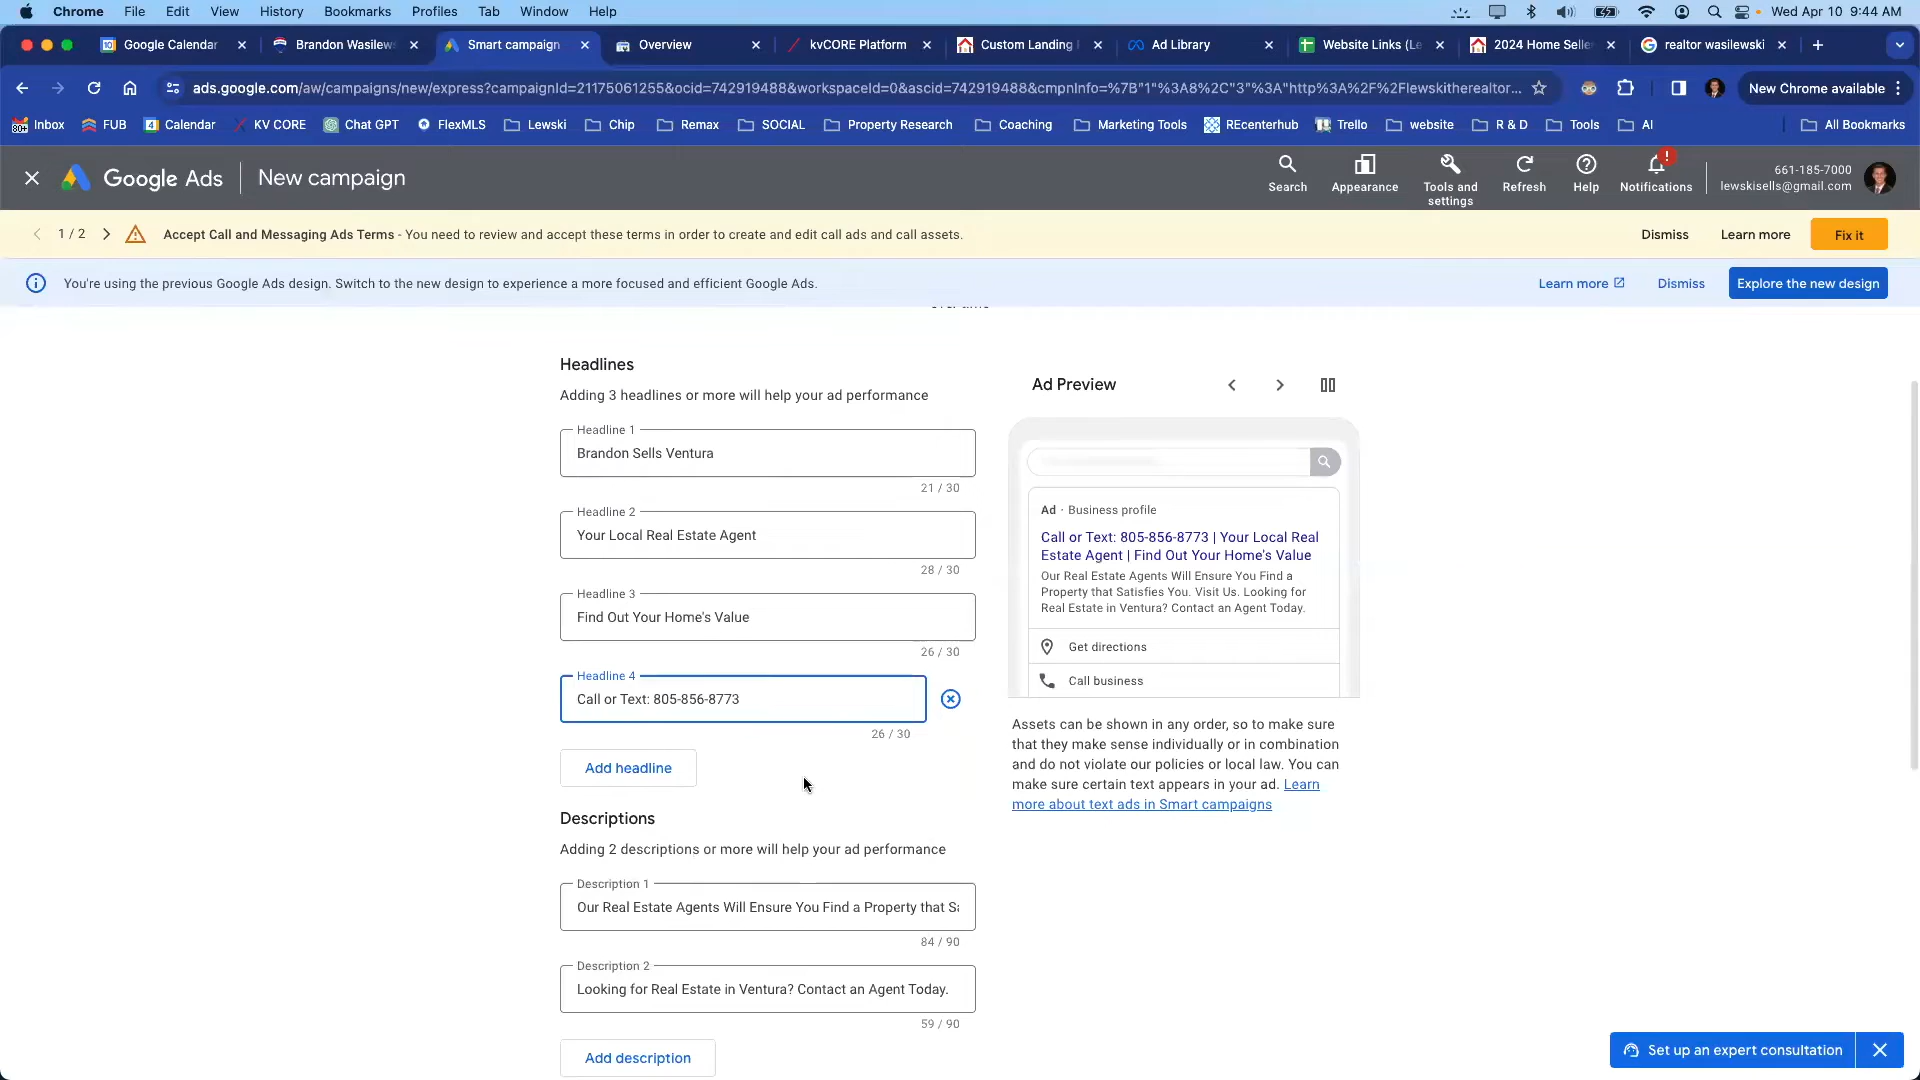 Chrome File Edit View History Bookmarks Profiles Tab Window Help Wed Apr 10 9:44 AM
Google Calendar Brandon Wasilews Smart campaign Overview kvCORE Platform Custom Landing Ad Library Website Links (Le 2024 Home Selle realtor wasilewski
ads.google.com/aw/campaigns/new/express?campaignId=21175061255&ocid=742919488&workspaceId=0&ascid=742919488&cmpnInfo=%7B"1"%3A8%2C"3"%3A"http%3A%2F%2Flewskitherealtor... New Chrome available
Inbox FUB Calendar KV CORE Chat GPT FlexMLS Lewski Chip Remax SOCIAL Property Research Coaching Marketing Tools REcenterhub Trello website R & D Tools AI All Bookmarks
Google Ads New campaign
Search Appearance Tools and settings Refresh Help Notifications
661-185-7000
lewskisells@gmail.com
1 / 2 Accept Call and Messaging Ads Terms - You need to review and accept these terms in order to create and edit call ads and call assets. Dismiss Learn more Fix it
You're using the previous Google Ads design. Switch to the new design to experience a more focused and efficient Google Ads. Learn more Dismiss Explore the new design
Headlines
Adding 3 headlines or more will help your ad performance
Headline 1
Brandon Sells Ventura
21 / 30
Headline 2
Your Local Real Estate Agent
28 / 30
Headline 3
Find Out Your Home's Value
26 / 30
Headline 4
Call or Text: 805-856-8773
26 / 30
Add headline
Descriptions
Adding 2 descriptions or more will help your ad performance
Description 1
Our Real Estate Agents Will Ensure You Find a Property that Sa
84 / 90
Description 2
Looking for Real Estate in Ventura? Contact an Agent Today.
59 / 90
Add description
Ad Preview
Ad · Business profile
Call or Text: 805-856-8773 | Your Local Real
Estate Agent | Find Out Your Home's Value
Our Real Estate Agents Will Ensure You Find a
Property that Satisfies You. Visit Us. Looking for
Real Estate in Ventura? Contact an Agent Today.
Get directions
Call business
Assets can be shown in any order, so to make sure
that they make sense individually or in combination
and do not violate our policies or local law. You can
make sure certain text appears in your ad. Learn
more about text ads in Smart campaigns
Set up an expert consultation